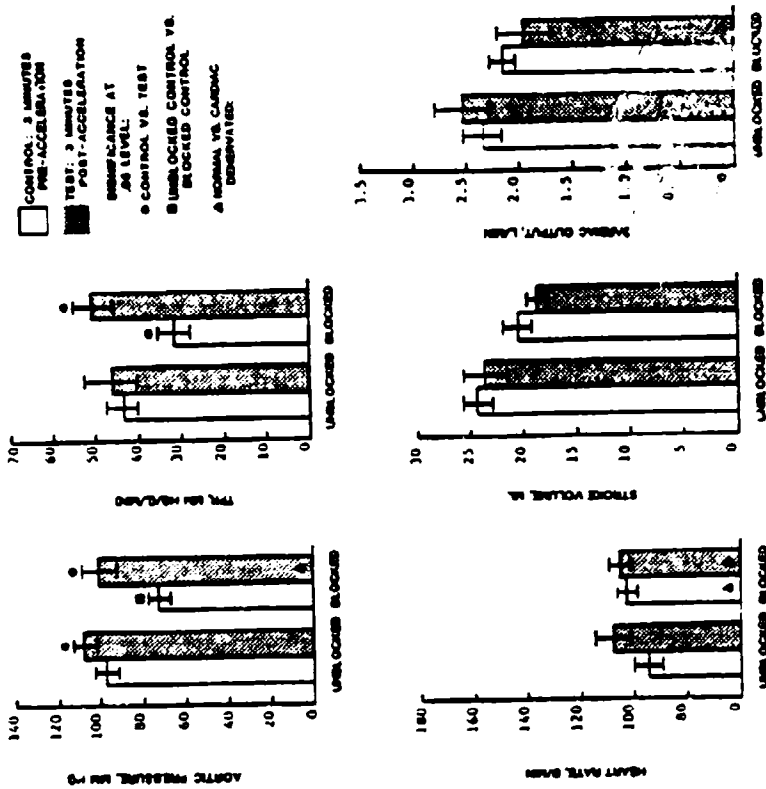 CONTROL: 3 MINUTES
PRE-ACCELERATION
TEST: 3 MINUTES
POST-ACCELERATION
SIGNIFICANCE AT
.05 LEVEL:
CONTROL VS. TEST
UNBLOCKED CONTROL VS.
BLOCKED CONTROL
NORMAL VS. CARDIAC
DENERVATED
AORTIC PRESSURE, MM HG
140
120
100
80
60
40
20
0
UNBLOCKED BLOCKED
70
60
50
40
30
20
10
0
UNBLOCKED BLOCKED
HEART RATE, B/MIN
180
160
140
120
100
80
0
UNBLOCKED BLOCKED
STROKE VOLUME, ML
30
25
20
15
10
5
0
UNBLOCKED BLOCKED
CARDIAC OUTPUT, L/MIN
3.5
3.0
2.5
2.0
1.5
0
UNBLOCKED BLOCKED